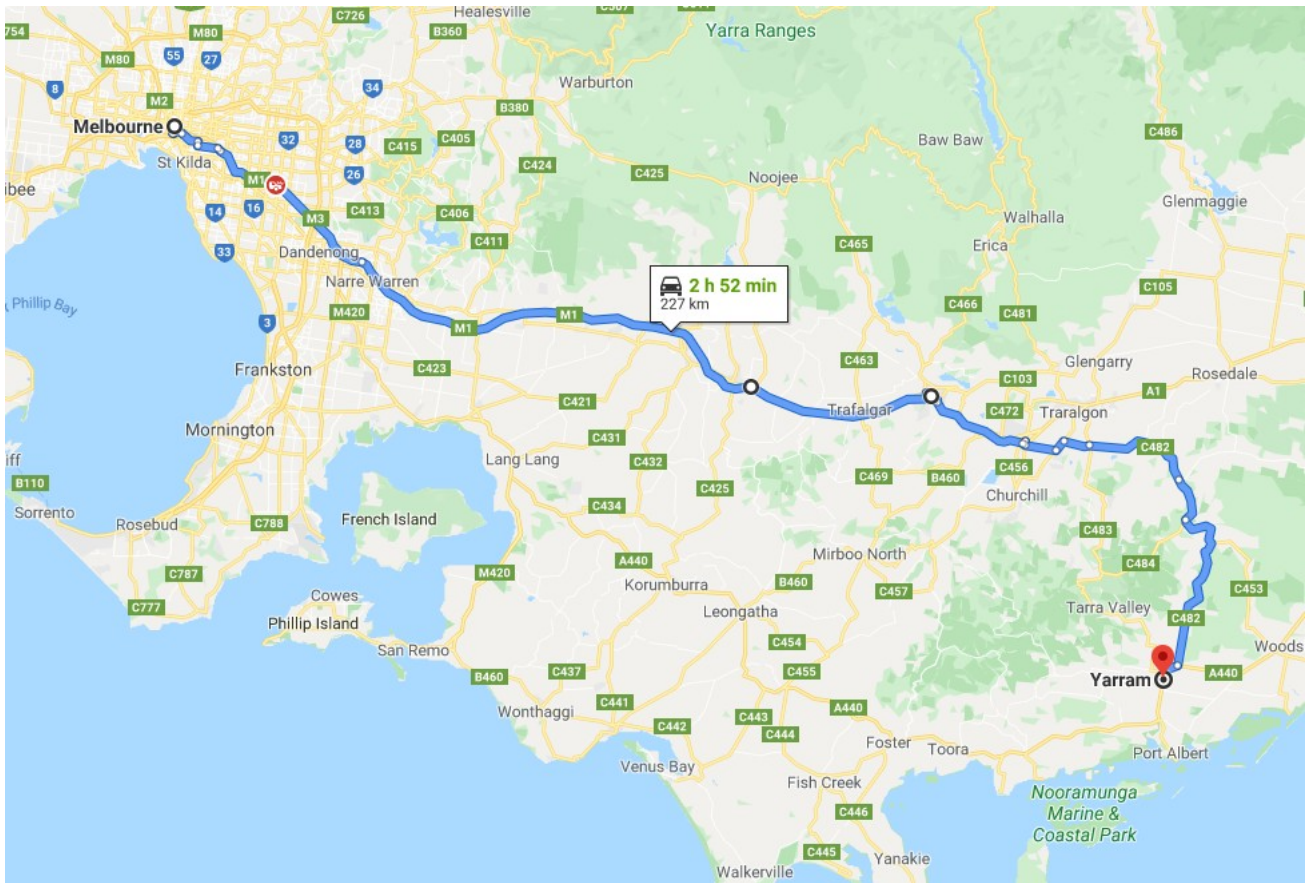 Healesville
C726
C507
754
M80
B360
Yarra Ranges
55
27
M80
8
34
Warburton
M2
B380
Melbourne
32
C405
C486
28
C415
Baw Baw
St Kilda
C424
ibee
M1
26
C425
Noojee
Glenmaggie
14
16
C413
C406
M3
Walhalla
C411
C465
Erica
33
Dandenong
Narre Warren
2 h 52 min
227 km
C105
Phillip Bay
C466
M420
M1
M1
C481
3
C463
Glengarry
Frankston
C423
C103
Rosedale
C421
A1
Trafalgar
C472
Traralgon
Mornington
C431
C482
iff
Lang Lang
C432
C456
B110
C469
B460
C425
Churchill
Sorrento
C434
Rosebud
C788
French Island
C483
Mirboo North
A440
C484
C787
M420
Korumburra
B460
C453
C457
Cowes
Leongatha
Tarra Valley
C777
C482
Phillip Island
C454
Woods
San Remo
C437
C455
A440
B460
Yarram
C441
Wonthaggi
A440
C443
C442
C444
Foster
Toora
Port Albert
Venus Bay
Fish Creek
Nooramunga
Marine &
Coastal Park
C446
C445
Yanakie
Walkerville